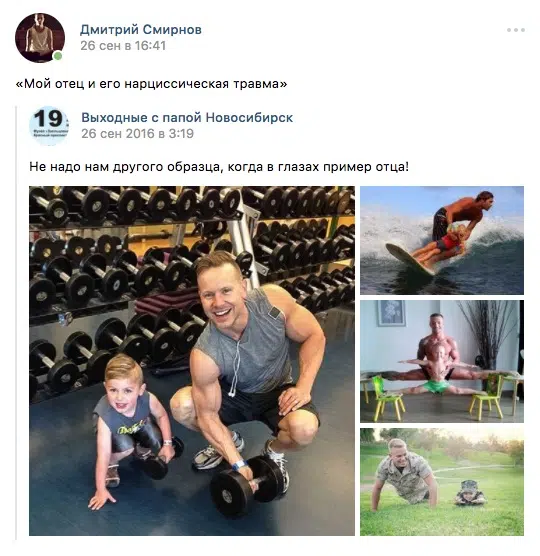 Дмитрий Смирнов
26 сен в 16:41
«Мой отец и его нарциссическая травма»
19
Выходные с папой Новосибирск
26 сен 2016 в 3:19
Не надо нам другого образца, когда в глазах пример отца!